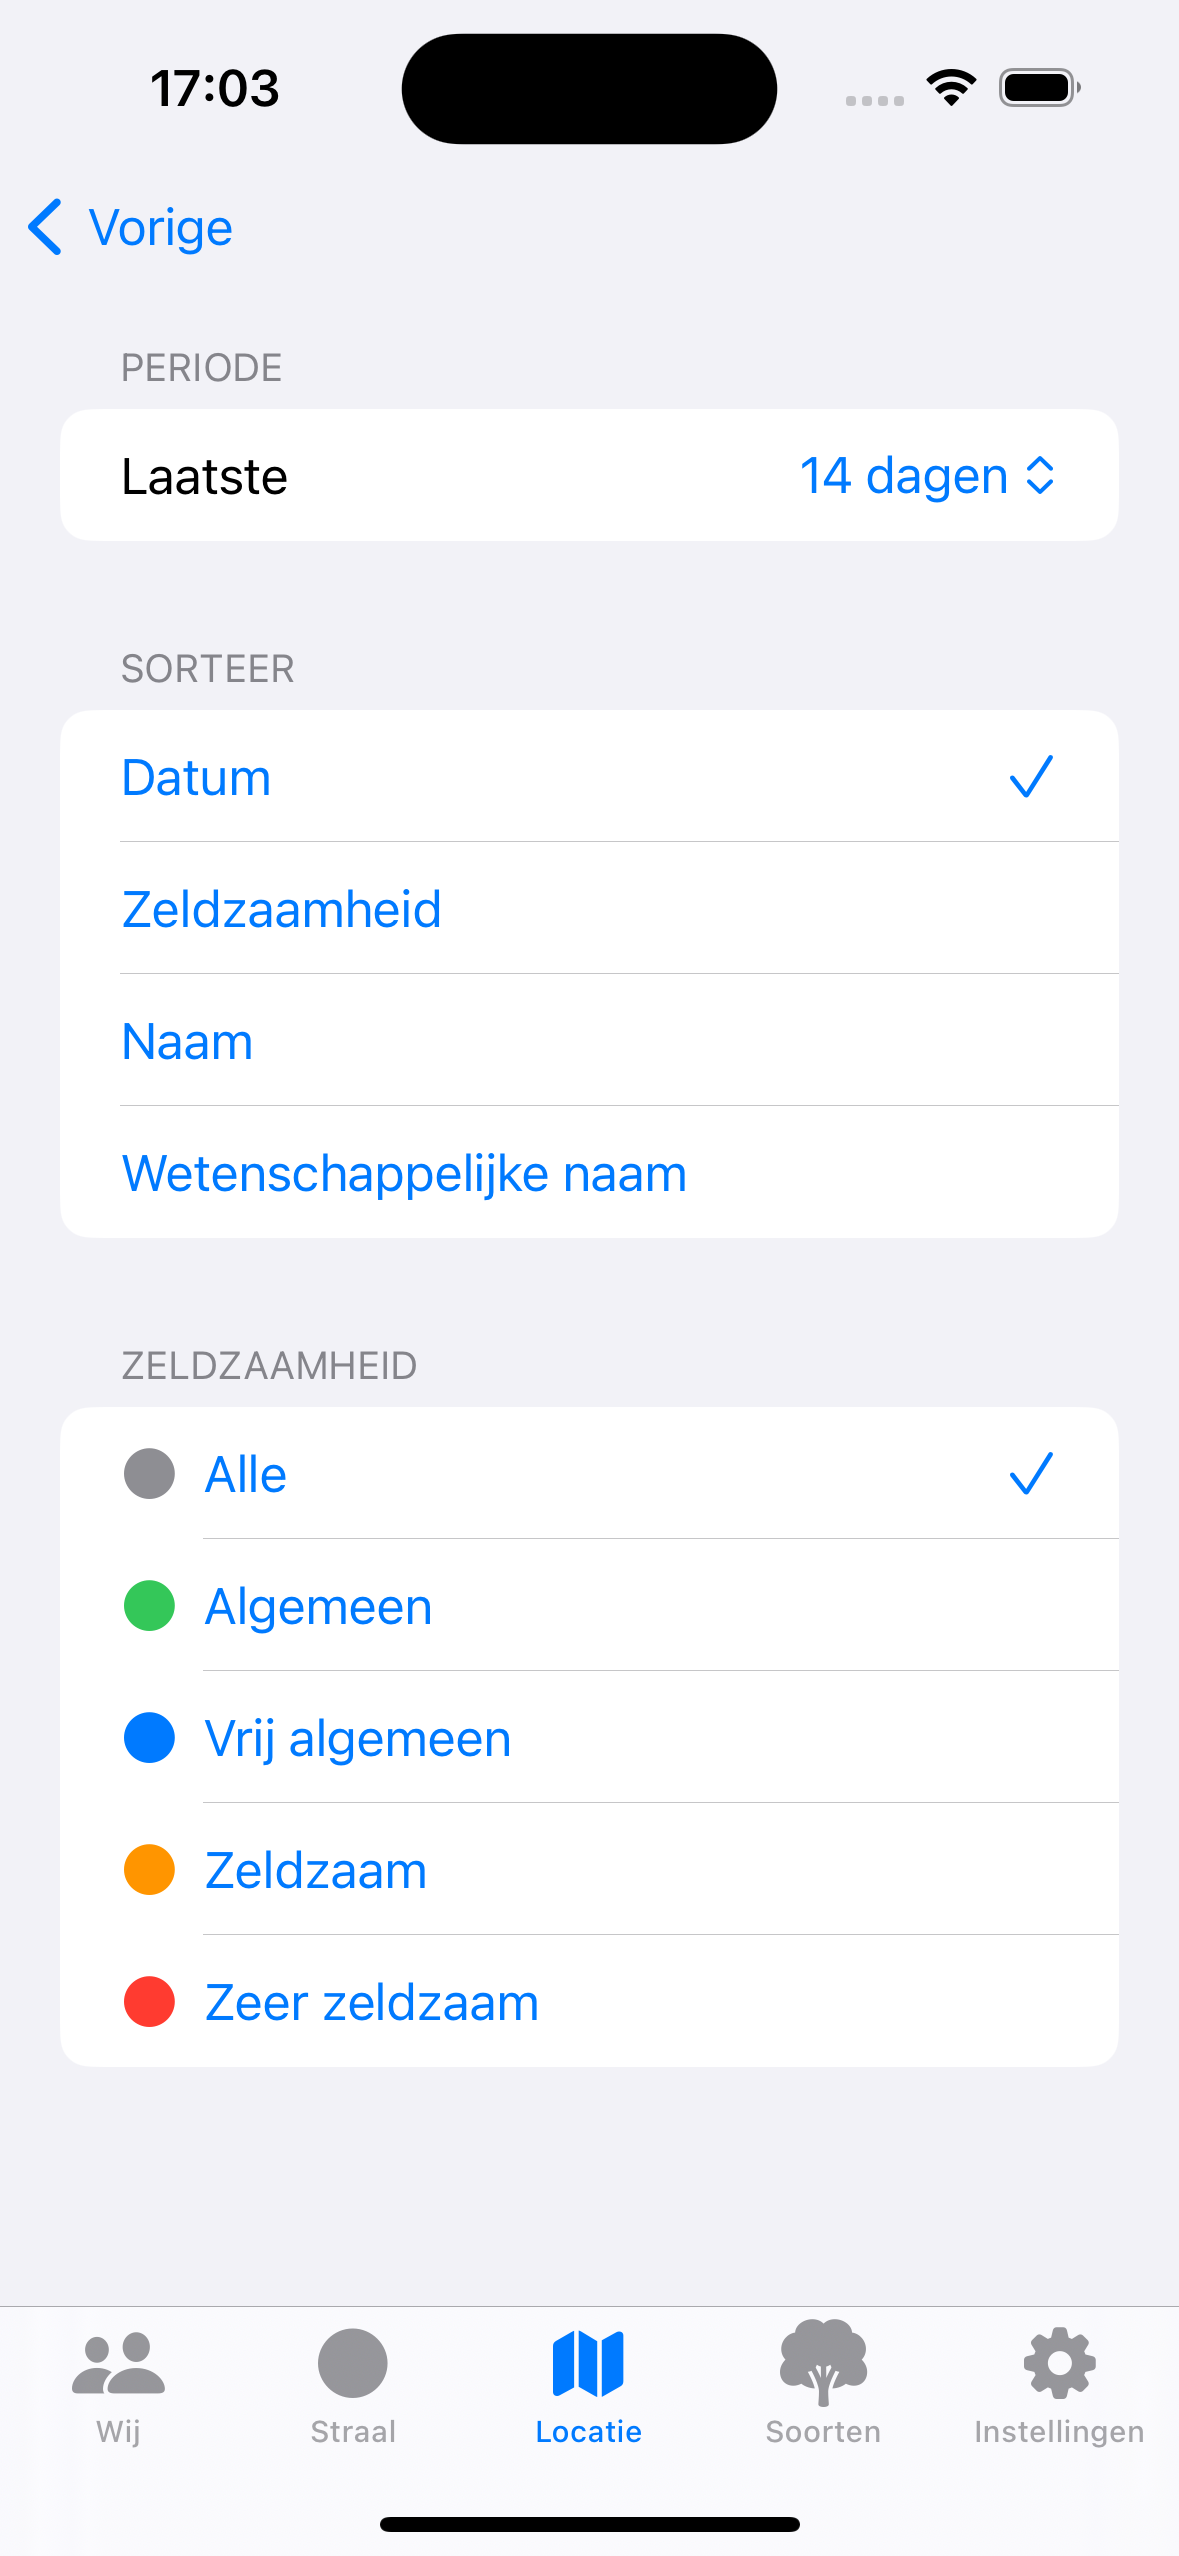 17:03
Vorige
PERIODE
Laatste 14 dagen
SORTEER
Datum
Zeldzaamheid
Naam
Wetenschappelijke naam
ZELDZAAMHEID
Alle
Algemeen
Vrij algemeen
Zeldzaam
Zeer zeldzaam
Wij Straal Locatie Soorten Instellingen